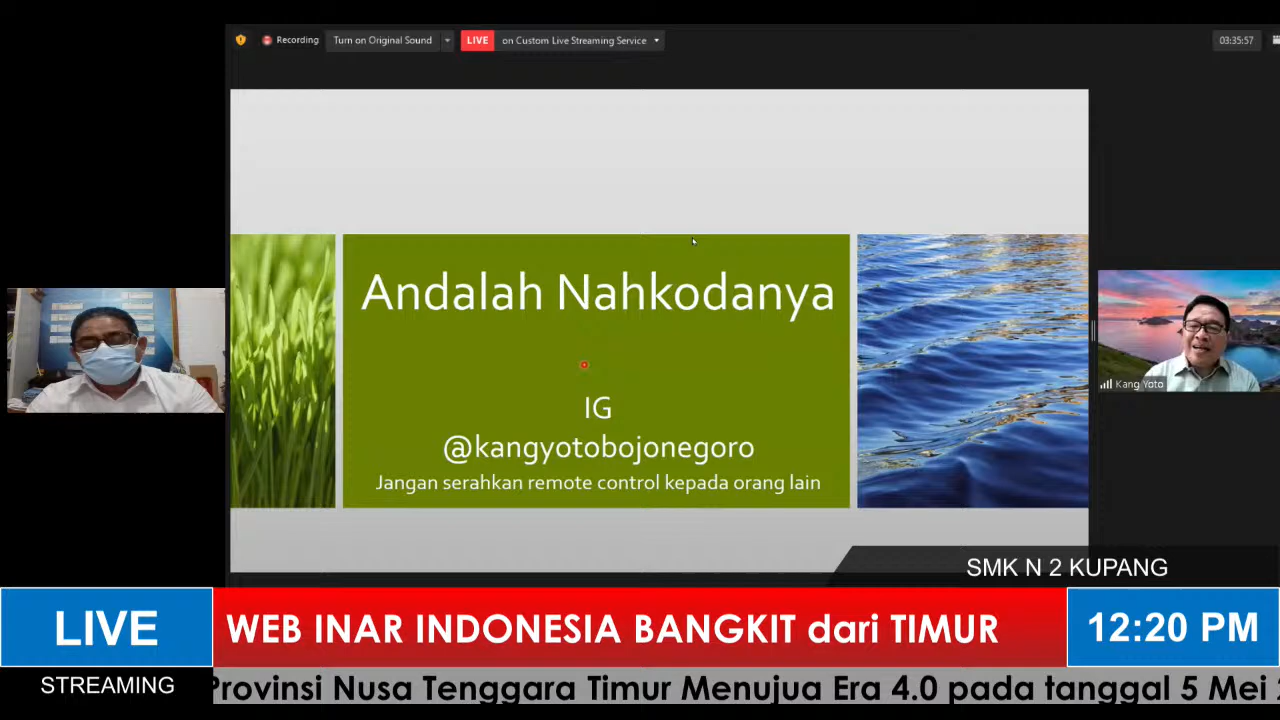 Recording
Turn on Original Sound
LIVE
on Custom Live Streaming Service
03:35:57
Andalah Nahkodanya
IG
@kangyotobojonegoro
Jangan serahkan remote control kepada orang lain
Kang Yoto
SMK N 2 KUPANG
LIVE
WEB INAR INDONESIA BANGKIT dari TIMUR
12:20 PM
STREAMING
Provinsi Nusa Tenggara Timur Menujua Era 4.0 pada tanggal 5 Mei